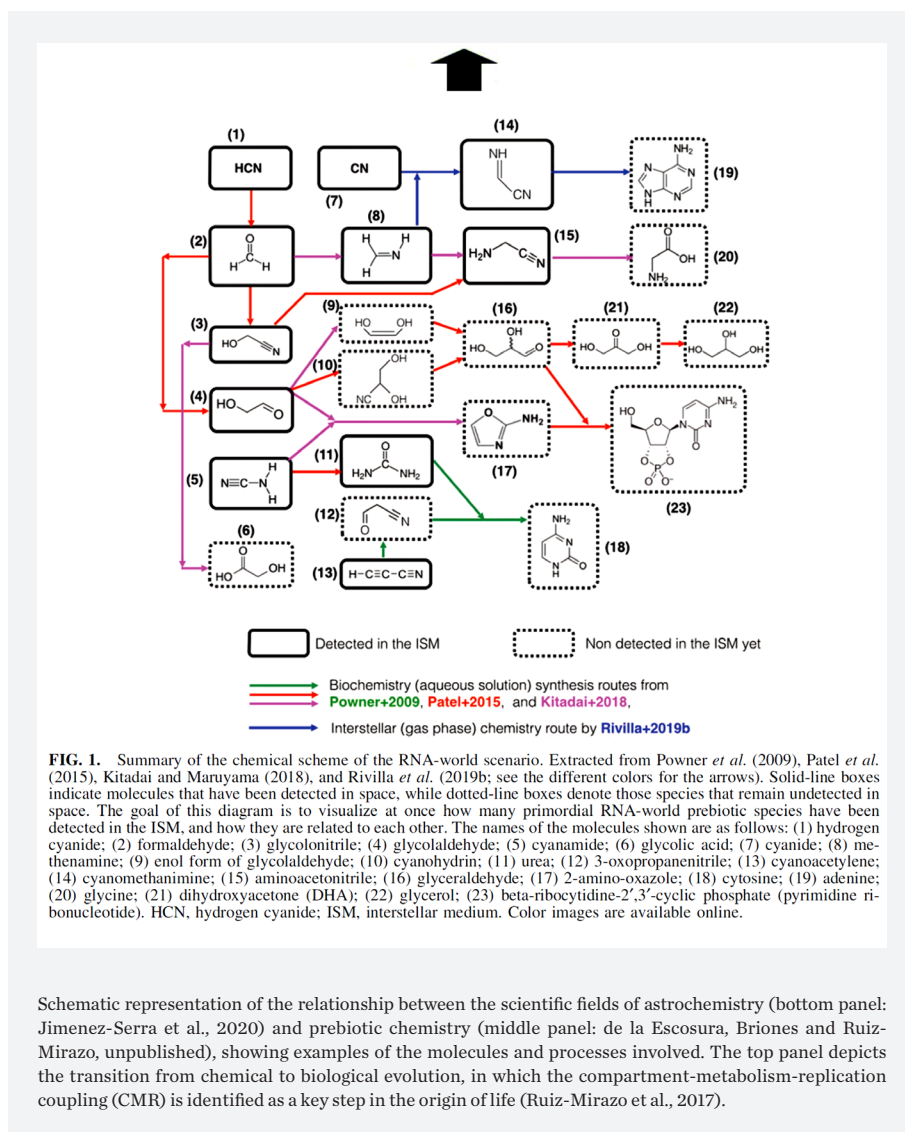 (14)
(1)
NH
NH₂
HCN
CN
N
N
N
N
H
(19)
CN
(7)
(8)
(2)
O
H
H
H
N
(15)
O
H₂N
C
N
OH
(20)
H
C
H
H
NH₂
(9)
(16)
(21)
(22)
(3)
HO
OH
OH
O
OH
HO
N
HO
O
HO
OH
HO
OH
(10)
OH
(4)
HO
NC
OH
O
O
NH₂
N
HO
NH₂
N
N
O
O
(11)
O
(17)
H
N≡C-N
H
(5)
H₂N
NH₂
O
O
P
O
O⁻
(12)
N
O
NH₂
(23)
(6)
N
(18)
O
HO
OH
N
H
O
(13)
H-C≡C-C≡N
Detected in the ISM
Non detected in the ISM yet
Biochemistry (aqueous solution) synthesis routes from
Powner+2009, Patel+2015, and Kitadai+2018,
Interstellar (gas phase) chemistry route by Rivilla+2019b
FIG. 1. Summary of the chemical scheme of the RNA-world scenario. Extracted from Powner et al. (2009), Patel et al.
(2015), Kitadai and Maruyama (2018), and Rivilla et al. (2019b; see the different colors for the arrows). Solid-line boxes
indicate molecules that have been detected in space, while dotted-line boxes denote those species that remain undetected in
space. The goal of this diagram is to visualize at once how many primordial RNA-world prebiotic species have been
detected in the ISM, and how they are related to each other. The names of the molecules shown are as follows: (1) hydrogen
cyanide; (2) formaldehyde; (3) glycolonitrile; (4) glycolaldehyde; (5) cyanamide; (6) glycolic acid; (7) cyanide; (8) me-
thenamine; (9) enol form of glycolaldehyde; (10) cyanohydrin; (11) urea; (12) 3-oxopropanenitrile; (13) cyanoacetylene;
(14) cyanomethanimine; (15) aminoacetonitrile; (16) glyceraldehyde; (17) 2-amino-oxazole; (18) cytosine; (19) adenine;
(20) glycine; (21) dihydroxyacetone (DHA); (22) glycerol; (23) beta-ribocytidine-2′,3′-cyclic phosphate (pyrimidine ri-
bonucleotide). HCN, hydrogen cyanide; ISM, interstellar medium. Color images are available online.
Schematic representation of the relationship between the scientific fields of astrochemistry (bottom panel:
Jimenez-Serra et al., 2020) and prebiotic chemistry (middle panel: de la Escosura, Briones and Ruiz-
Mirazo, unpublished), showing examples of the molecules and processes involved. The top panel depicts
the transition from chemical to biological evolution, in which the compartment-metabolism-replication
coupling (CMR) is identified as a key step in the origin of life (Ruiz-Mirazo et al., 2017).